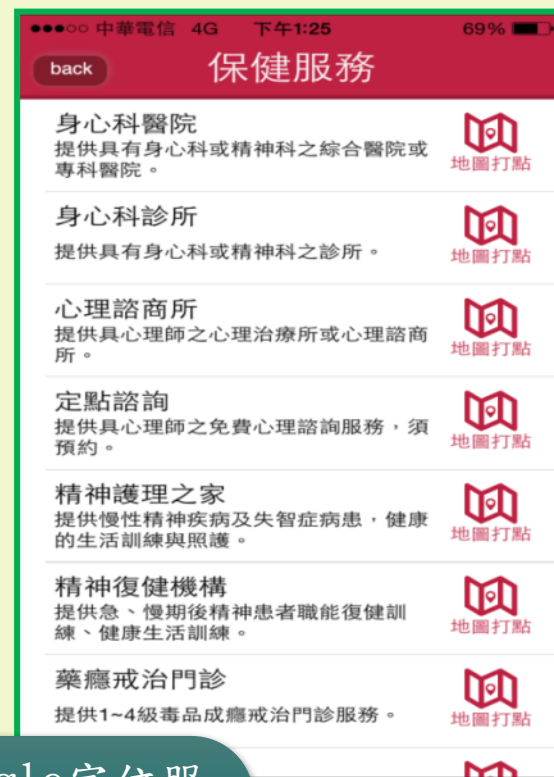 中華電信 4G 下午1:25 69%
back 保健服務
身心科醫院
提供具有身心科或精神科之綜合醫院或
專科醫院。
地圖打點
身心科診所
提供具有身心科或精神科之診所。
地圖打點
心理諮商所
提供具心理師之心理治療所或心理諮商
所。
地圖打點
定點諮詢
提供具心理師之免費心理諮詢服務，須
預約。
地圖打點
精神護理之家
提供慢性精神疾病及失智症病患，健康
的生活訓練與照護。
地圖打點
精神復健機構
提供急、慢期後精神患者職能復健訓
練、健康生活訓練。
地圖打點
藥癮戒治門診
提供1~4級毒品成癮戒治門診服務。
地圖打點